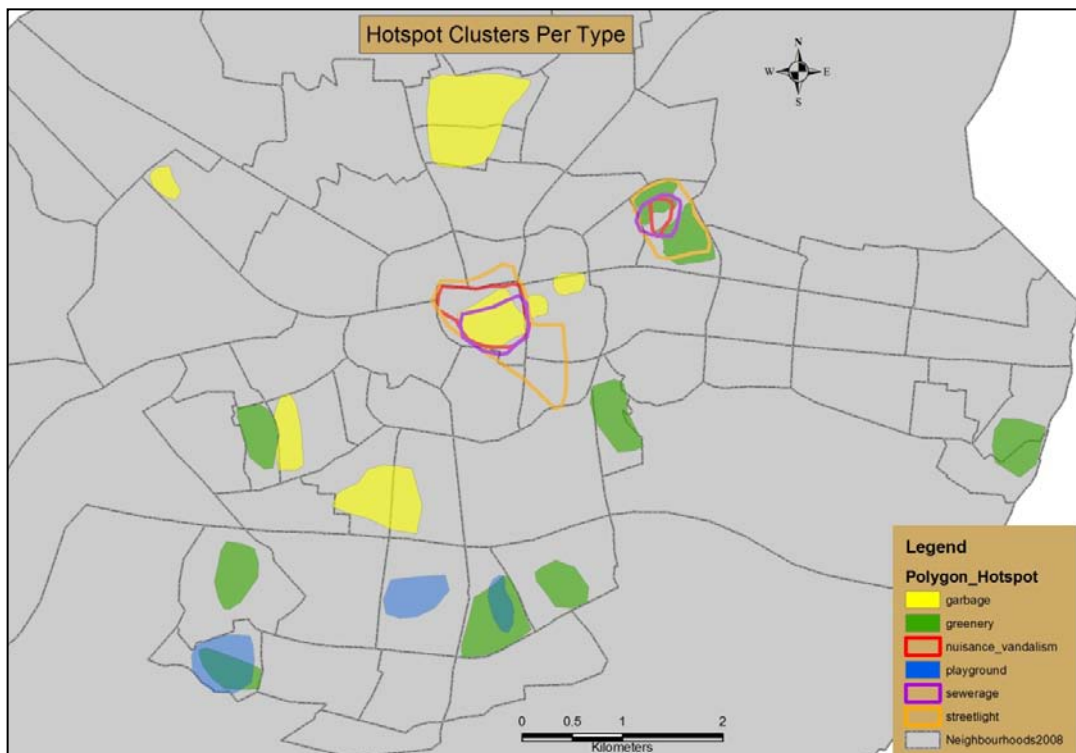 Hotspot Clusters Per Type
N
W E
S
Legend
Polygon_Hotspot
garbage
greenery
nuisance_vandalism
playground
sewerage
streetlight
Neighbourhoods2008
0 0.5 1 2
Kilometers